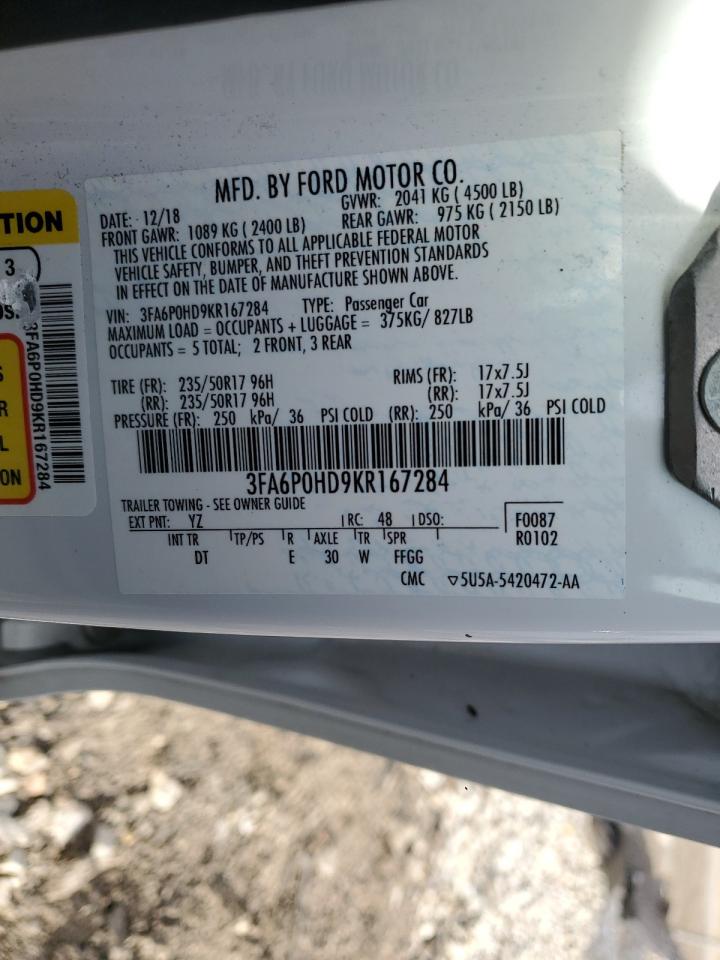 MFD. BY FORD MOTOR CO.
DATE: 12/18
GVWR: 2041 KG ( 4500 LB)
FRONT GAWR: 1089 KG ( 2400 LB)
REAR GAWR: 975 KG ( 2150 LB)
THIS VEHICLE CONFORMS TO ALL APPLICABLE FEDERAL MOTOR
VEHICLE SAFETY, BUMPER, AND THEFT PREVENTION STANDARDS
IN EFFECT ON THE DATE OF MANUFACTURE SHOWN ABOVE.
VIN: 3FA6P0HD9KR167284 TYPE: Passenger Car
MAXIMUM LOAD = OCCUPANTS + LUGGAGE = 375KG/ 827LB
OCCUPANTS = 5 TOTAL; 2 FRONT, 3 REAR
TIRE (FR): 235/50R17 96H RIMS (FR): 17x7.5J
(RR): 235/50R17 96H (RR): 17x7.5J
PRESSURE (FR): 250 kPa/ 36 PSI COLD (RR): 250 kPa/ 36 PSI COLD
3FA6P0HD9KR167284
TRAILER TOWING - SEE OWNER GUIDE
EXT PNT: YZ RC: 48 DSO: F0087
R0102
INT TR TP/PS R AXLE TR SPR
DT E 30 W FFGG
CMC ▽5U5A-5420472-AA
TION
3
3FA6P0HD9KR167284
S
R
L
ON